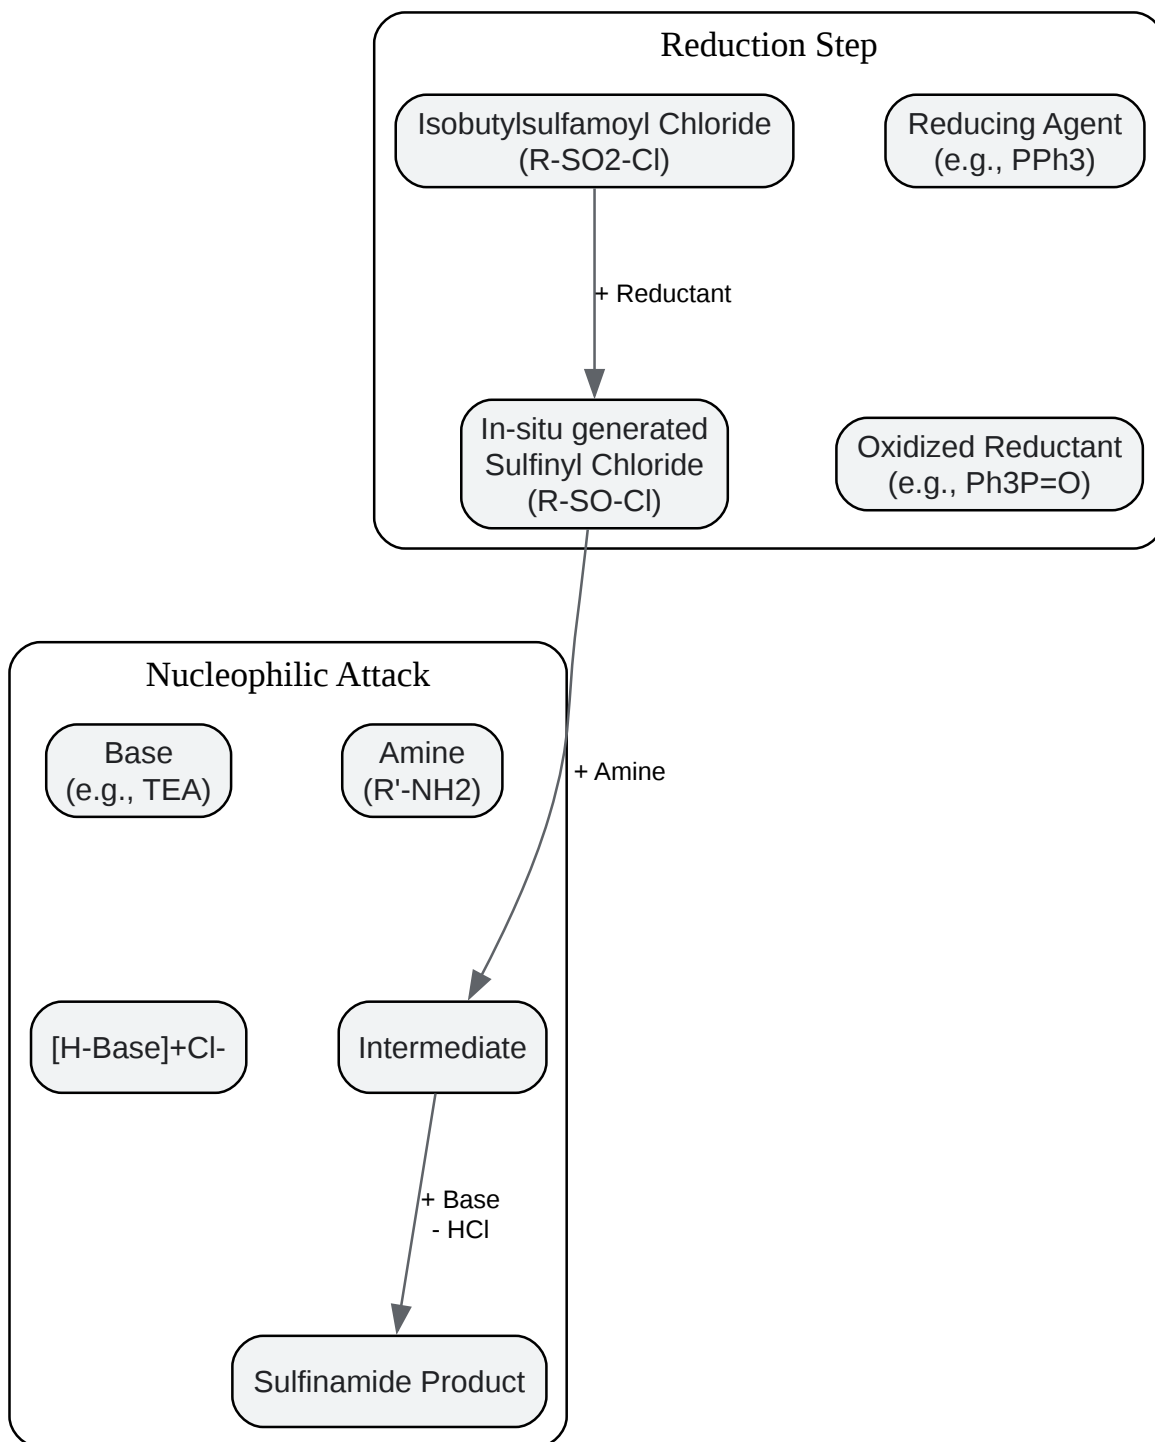 Reduction Step
Isobutylsulfamoyl Chloride
(R-SO2-Cl)
Reducing Agent
(e.g., PPh3)
+ Reductant
In-situ generated
Sulfinyl Chloride
(R-SO-Cl)
Oxidized Reductant
(e.g., Ph3P=O)
Nucleophilic Attack
Base
(e.g., TEA)
Amine
(R'-NH2)
+ Amine
[H-Base]+Cl-
Intermediate
+ Base
- HCl
Sulfinamide Product